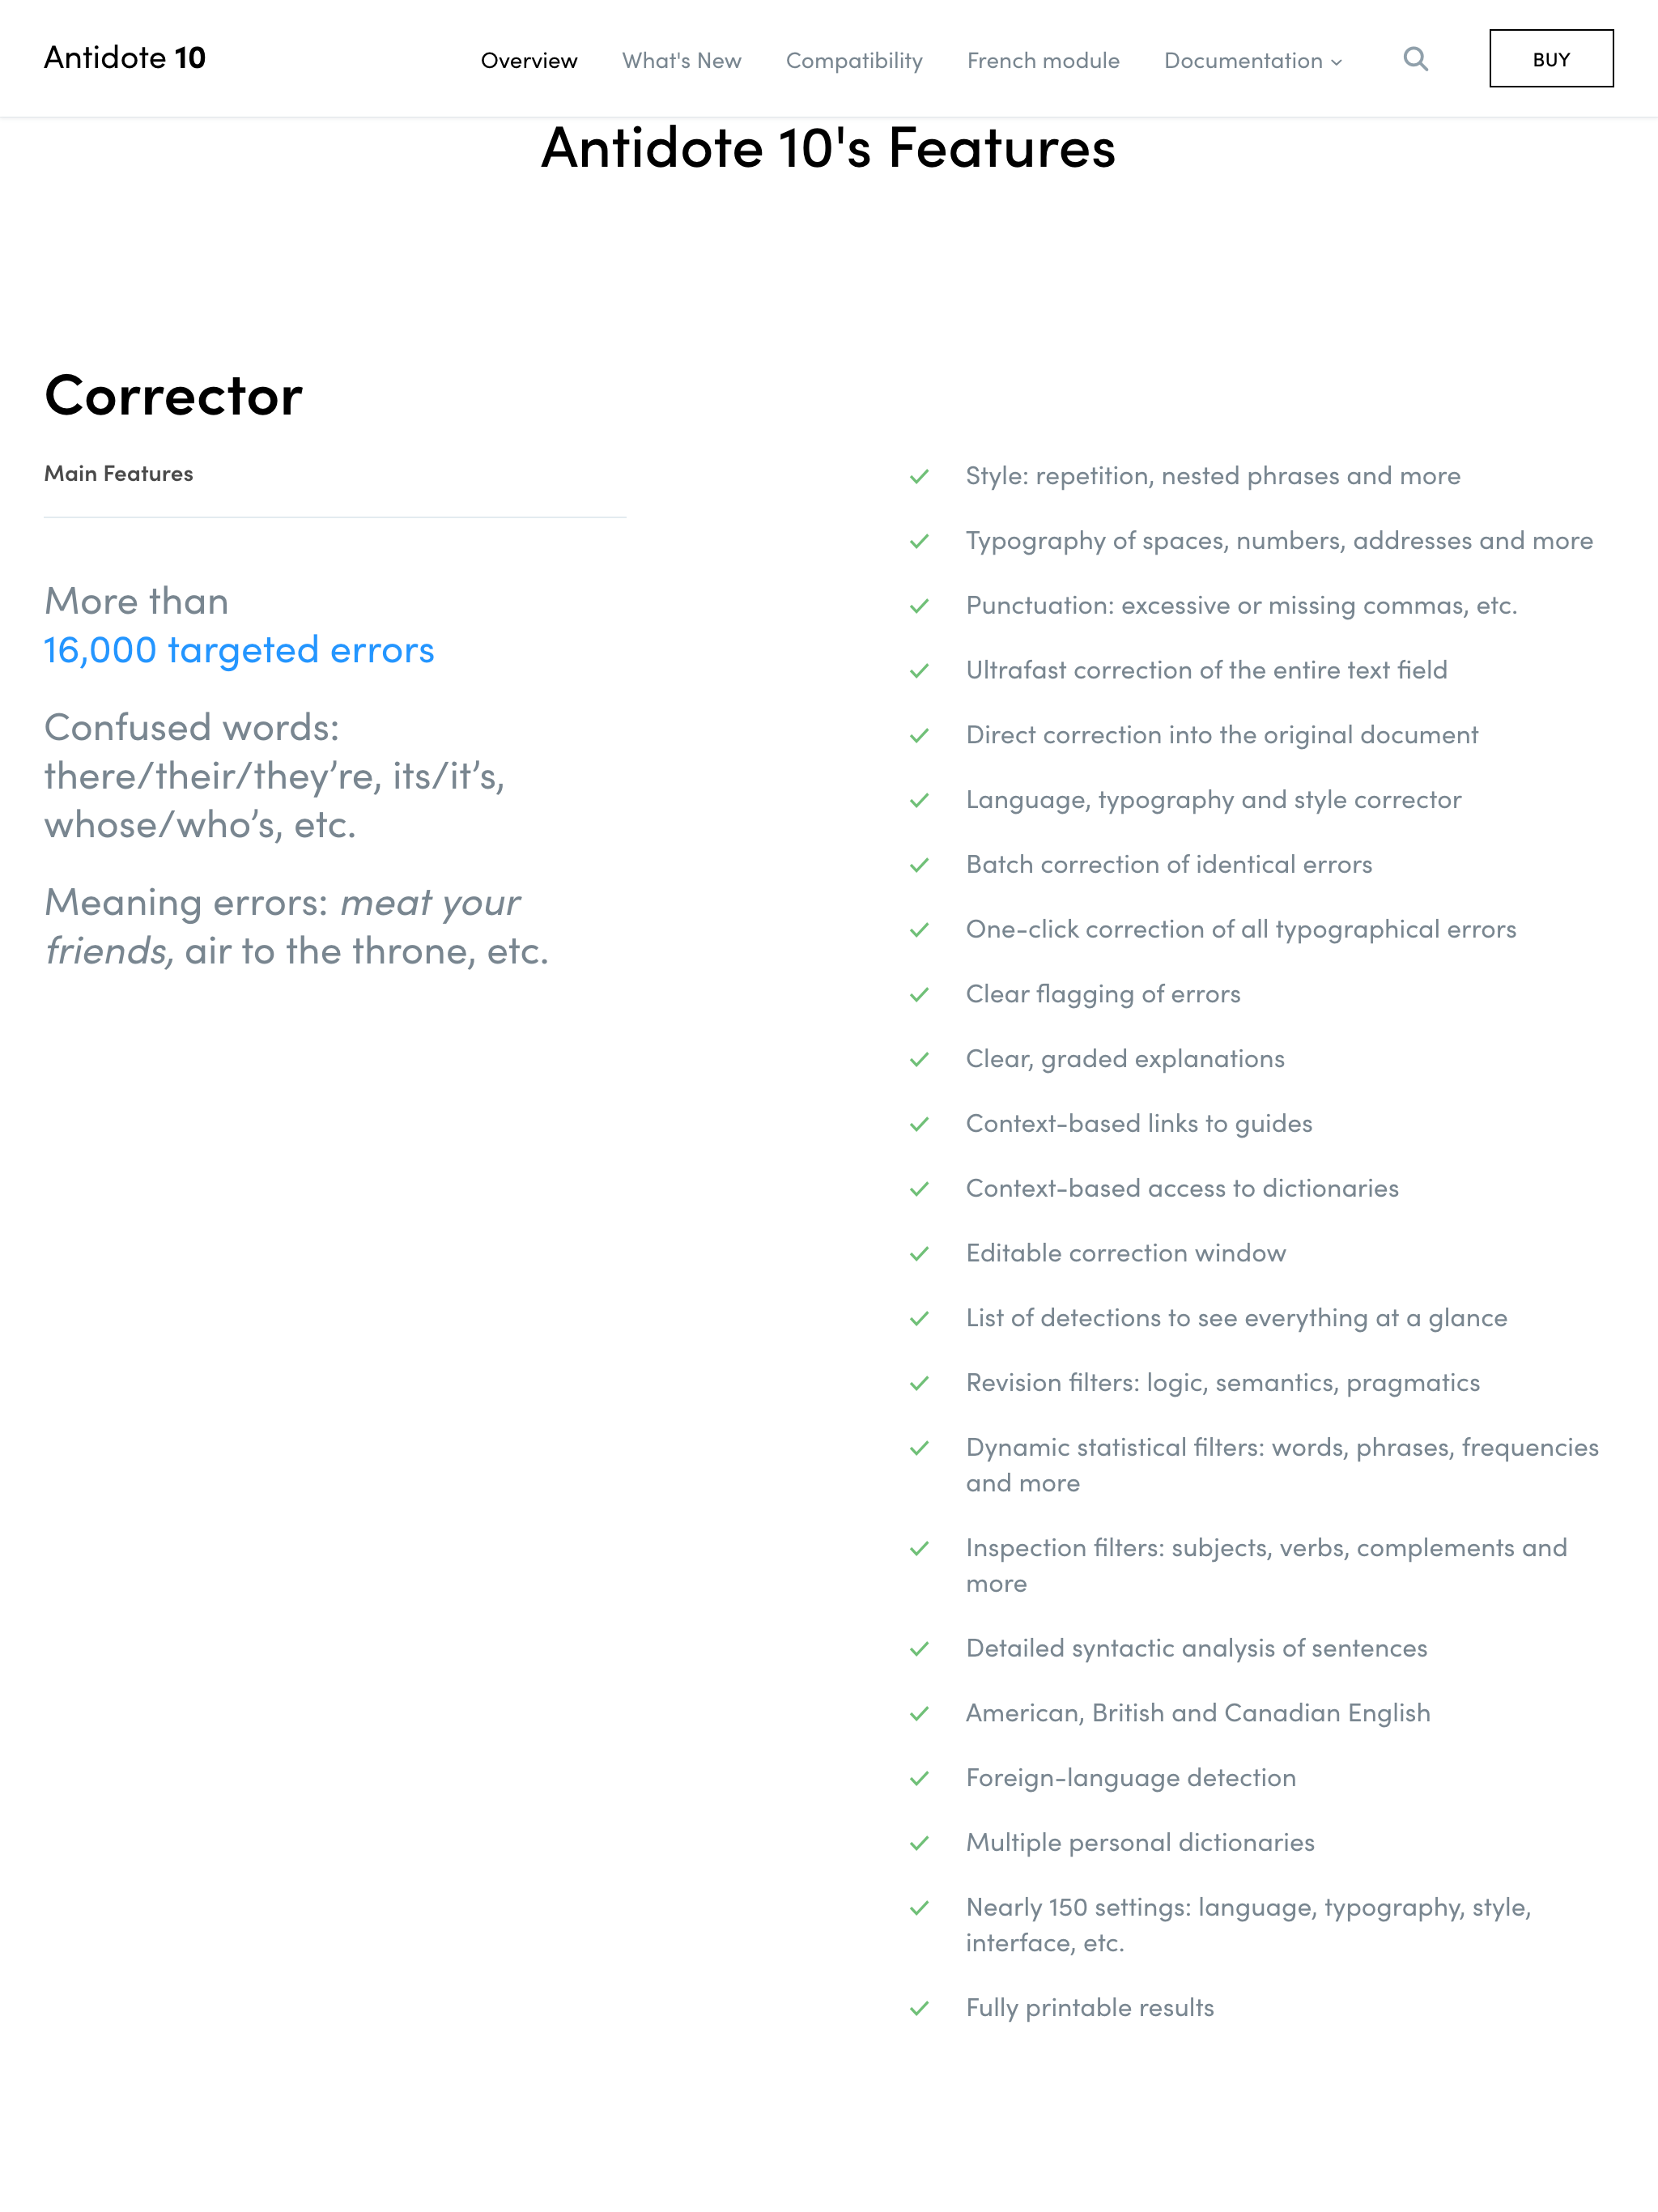 Antidote 10
Overview
What's New
Compatibility
French module
Documentation
BUY
Antidote 10's Features
Corrector
Main Features
More than
16,000 targeted errors
Confused words:
there/their/they’re, its/it’s,
whose/who’s, etc.
Meaning errors: meat your
friends, air to the throne, etc.
Style: repetition, nested phrases and more
Typography of spaces, numbers, addresses and more
Punctuation: excessive or missing commas, etc.
Ultrafast correction of the entire text field
Direct correction into the original document
Language, typography and style corrector
Batch correction of identical errors
One-click correction of all typographical errors
Clear flagging of errors
Clear, graded explanations
Context-based links to guides
Context-based access to dictionaries
Editable correction window
List of detections to see everything at a glance
Revision filters: logic, semantics, pragmatics
Dynamic statistical filters: words, phrases, frequencies
and more
Inspection filters: subjects, verbs, complements and
more
Detailed syntactic analysis of sentences
American, British and Canadian English
Foreign-language detection
Multiple personal dictionaries
Nearly 150 settings: language, typography, style,
interface, etc.
Fully printable results